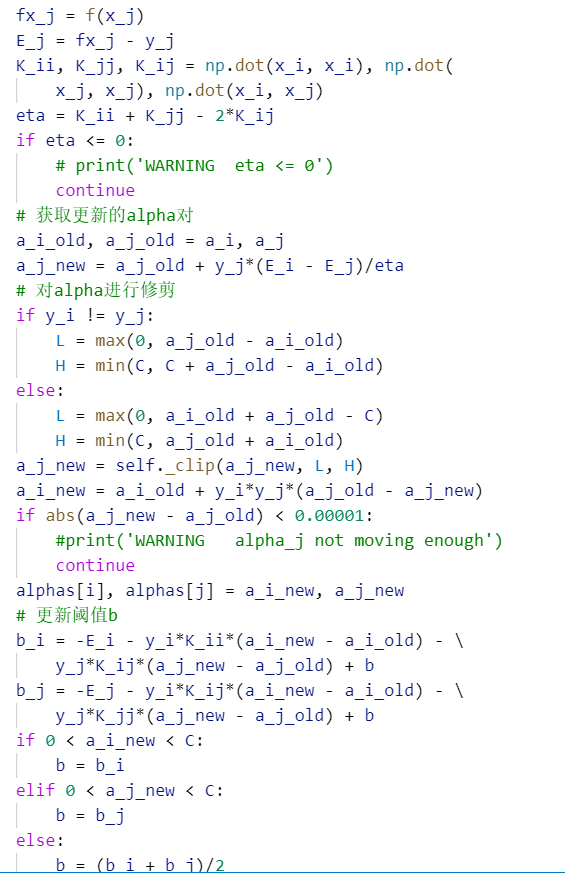 fx_j = f(x_j)
E_j = fx_j - y_j
K_ii, K_jj, K_ij = np.dot(x_i, x_i), np.dot(
    x_j, x_j), np.dot(x_i, x_j)
eta = K_ii + K_jj - 2*K_ij
if eta <= 0:
    # print('WARNING  eta <= 0')
    continue
# 获取更新的alpha对
a_i_old, a_j_old = a_i, a_j
a_j_new = a_j_old + y_j*(E_i - E_j)/eta
# 对alpha进行修剪
if y_i != y_j:
    L = max(0, a_j_old - a_i_old)
    H = min(C, C + a_j_old - a_i_old)
else:
    L = max(0, a_i_old + a_j_old - C)
    H = min(C, a_j_old + a_i_old)
a_j_new = self._clip(a_j_new, L, H)
a_i_new = a_i_old + y_i*y_j*(a_j_old - a_j_new)
if abs(a_j_new - a_j_old) < 0.00001:
    #print('WARNING   alpha_j not moving enough')
    continue
alphas[i], alphas[j] = a_i_new, a_j_new
# 更新阈值b
b_i = -E_i - y_i*K_ii*(a_i_new - a_i_old) - \
    y_j*K_ij*(a_j_new - a_j_old) + b
b_j = -E_j - y_i*K_ij*(a_i_new - a_i_old) - \
    y_j*K_jj*(a_j_new - a_j_old) + b
if 0 < a_i_new < C:
    b = b_i
elif 0 < a_j_new < C:
    b = b_j
else:
    b = (b_i + b_j)/2